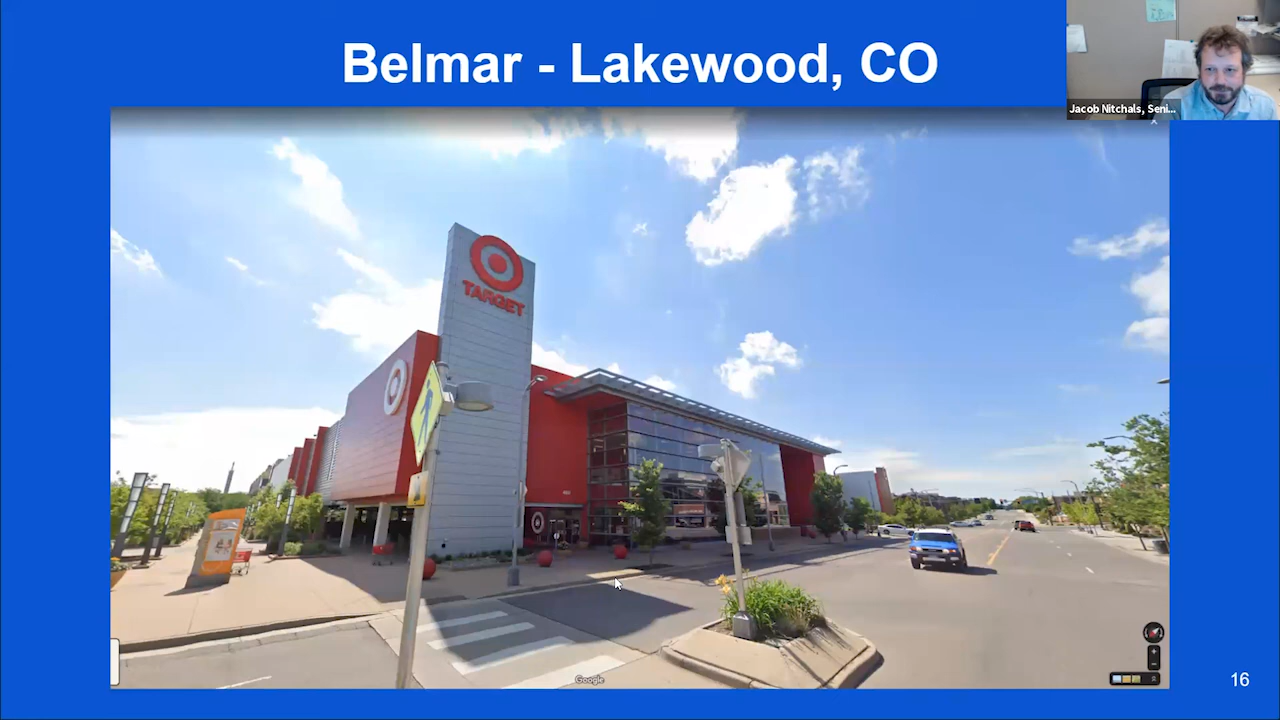 Belmar - Lakewood, CO
Jacob Nitchals, Seni...
TARGET
Google
16